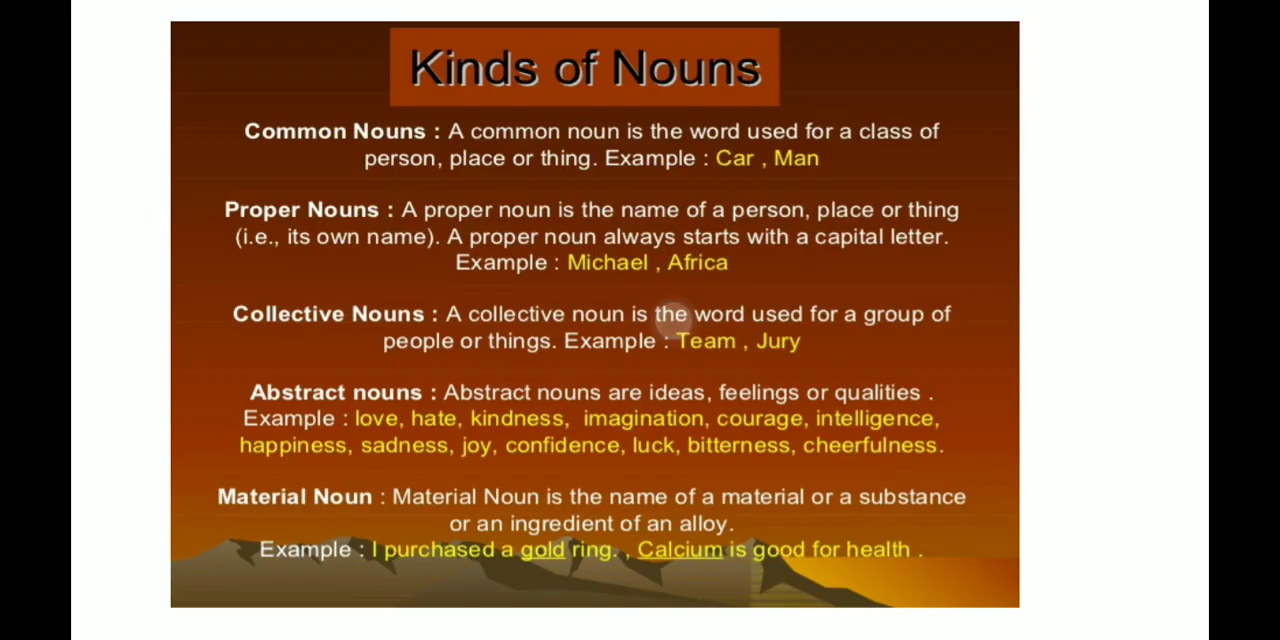 Kinds of Nouns
Common Nouns : A common noun is the word used for a class of
person, place or thing. Example : Car , Man
Proper Nouns : A proper noun is the name of a person, place or thing
(i.e., its own name). A proper noun always starts with a capital letter.
Example : Michael , Africa
Collective Nouns : A collective noun is the word used for a group of
people or things. Example : Team , Jury
Abstract nouns : Abstract nouns are ideas, feelings or qualities .
Example : love, hate, kindness, imagination, courage, intelligence,
happiness, sadness, joy, confidence, luck, bitterness, cheerfulness.
Material Noun : Material Noun is the name of a material or a substance
or an ingredient of an alloy.
Example : I purchased a gold ring. , Calcium is good for health .